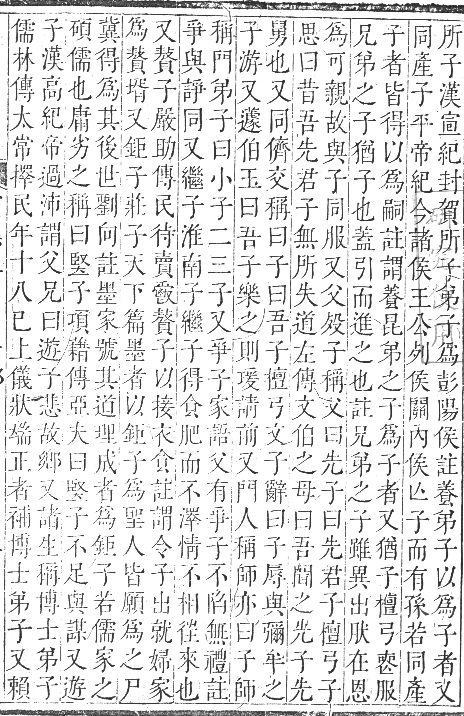 所子漢宣紀封賀所子弟子爲彭陽侯註養弟子以爲子者又
同產子平帝紀令諸侯王公列侯關內侯亾子而有孫若同產
子者皆得以爲嗣註謂養昆弟之子爲子者又猶子檀弓喪服
兄弟之子猶子也蓋引而進之也註兄弟之子雖異出服在恩
爲可親故與子同服又父歿子稱父曰先子曰先君子檀弓子
思曰昔吾先君子無所失道左傳文伯之母曰吾聞之先子先
舅也又同儕交稱曰子曰吾子檀弓文子辭曰子辱與彌牟之
子游又蘧伯玉曰吾子樂之則瑗請前又門人稱師亦曰子師
稱門弟子曰小子二三子又爭子家語父有爭子不陷無禮註
爭與諍同又繼子淮南子繼子得食肥而不澤情不相從來也
又贅子嚴助傳民待賣爵贅子以接衣食註謂令子出就婦家
爲贅壻又鉅子莊子天下篇墨者以鉅子爲聖人皆願爲之尸
冀得爲其後世劉向註墨家號其道理成者爲鉅子若儒家之
碩儒也庸劣之稱曰豎子項籍傳亞夫曰豎子不足與謀又遊
子漢高紀帝過沛謂父兄曰遊子悲故鄉又諸生稱博士弟子
儒林傳太常擇民年十八已上儀狀端正者補博士弟子又賴